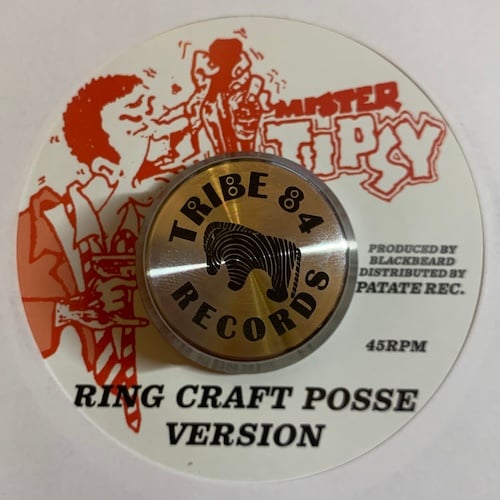 MISTER
TIPSY
TRIBE 84
RECORDS
PRODUCED BY
BLACKBEARD
DISTRIBUTED BY
PATATE REC.
45RPM
RING CRAFT POSSE
VERSION